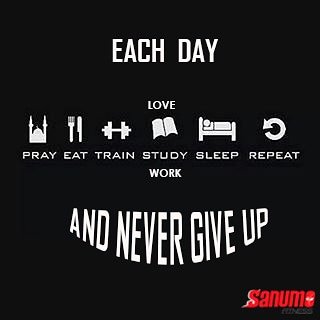 EACH DAY
LOVE
PRAY EAT TRAIN STUDY SLEEP REPEAT
WORK
AND NEVER GIVE UP
Sanumo
FITNESS